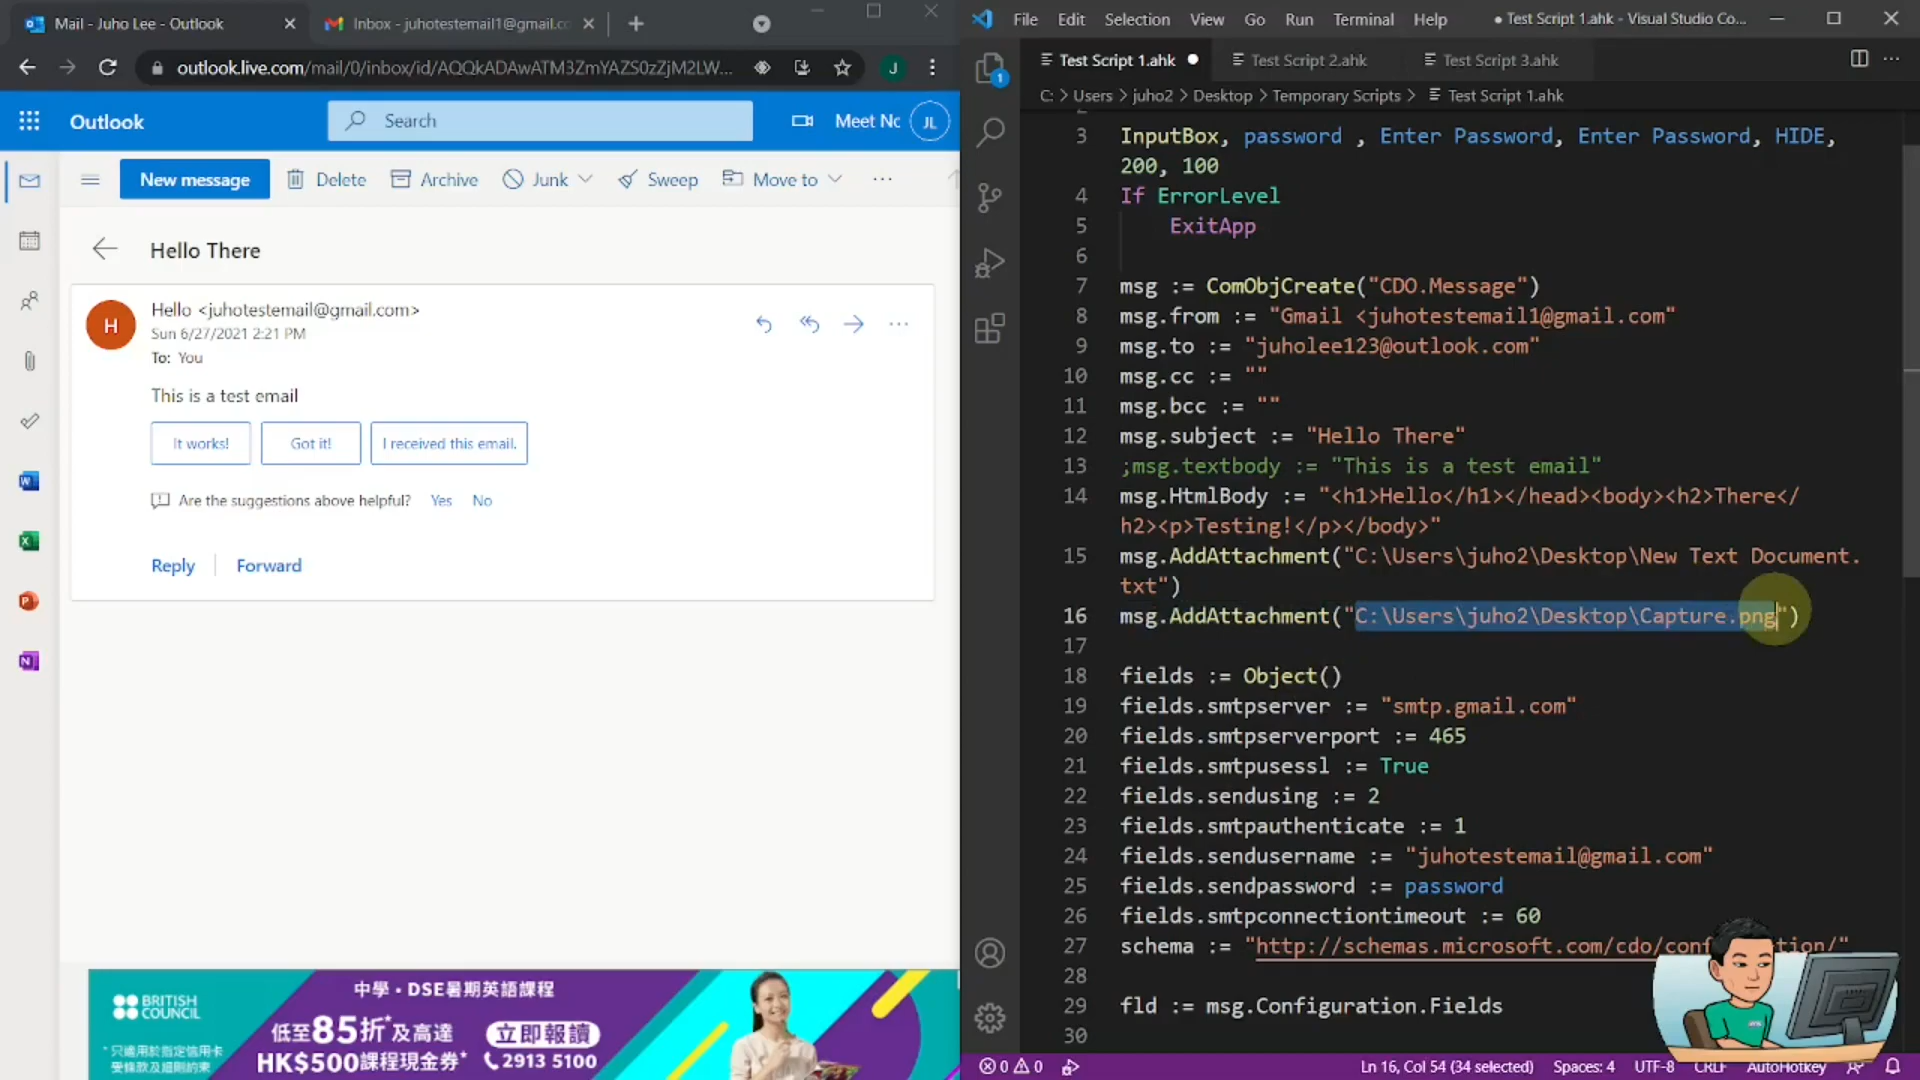 Mail - Juho Lee - Outlook
Inbox - juhotestemail1@gmail.co
outlook.live.com/mail/0/inbox/id/AQQkADAwATM3ZmYAZS0zZjM2LW...
J
Outlook
Search
Meet Nc
JL
New message
Delete
Archive
Junk
Sweep
Move to
Hello There
H
Hello <juhotestemail@gmail.com>
Sun 6/27/2021 2:21 PM
To: You
This is a test email
It works!
Got it!
I received this email.
Are the suggestions above helpful? Yes No
Reply
Forward
BRITISH
COUNCIL
中學・DSE暑期英語課程
低至85折*及高達
HK$500課程現金券*
立即報讀
2913 5100
*只適用於指定信用卡
File Edit Selection View Go Run Terminal Help
● Test Script 1.ahk - Visual Studio Co...
Test Script 1.ahk ●
Test Script 2.ahk
Test Script 3.ahk
C: > Users > juho2 > Desktop > Temporary Scripts > Test Script 1.ahk
1
2
3 InputBox, password , Enter Password, Enter Password, HIDE,
200, 100
4 If ErrorLevel
5 ExitApp
6
7 msg := ComObjCreate("CDO.Message")
8 msg.from := "Gmail <juhotestemail1@gmail.com"
9 msg.to := "juholee123@outlook.com"
10 msg.cc := ""
11 msg.bcc := ""
12 msg.subject := "Hello There"
13 ;msg.textbody := "This is a test email"
14 msg.HtmlBody := "<h1>Hello</h1></head><body><h2>There</
h2><p>Testing!</p></body>"
15 msg.AddAttachment("C:\Users\juho2\Desktop\New Text Document.
txt")
16 msg.AddAttachment("C:\Users\juho2\Desktop\Capture.png")
17
18 fields := Object()
19 fields.smtpserver := "smtp.gmail.com"
20 fields.smtpserverport := 465
21 fields.smtpusessl := True
22 fields.sendusing := 2
23 fields.smtpauthenticate := 1
24 fields.sendusername := "juhotestemail@gmail.com"
25 fields.sendpassword := password
26 fields.smtpconnectiontimeout := 60
27 schema := "http://schemas.microsoft.com/cdo/conf tion/"
28
29 fld := msg.Configuration.Fields
30
0 0
Ln 16, Col 54 (34 selected) Spaces: 4 UTF-8 CRLF AutoHotkey